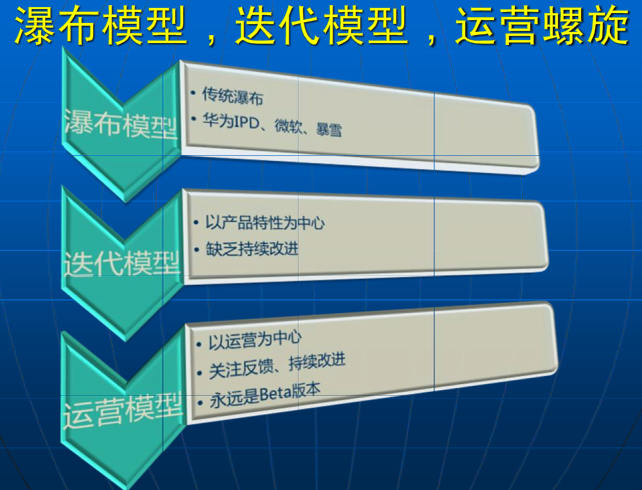 瀑布模型，迭代模型，运营螺旋
瀑布模型
• 传统瀑布
• 华为IPD、微软、暴雪
迭代模型
• 以产品特性为中心
• 缺乏持续改进
运营模型
• 以运营为中心
• 关注反馈、持续改进
• 永远是Beta版本